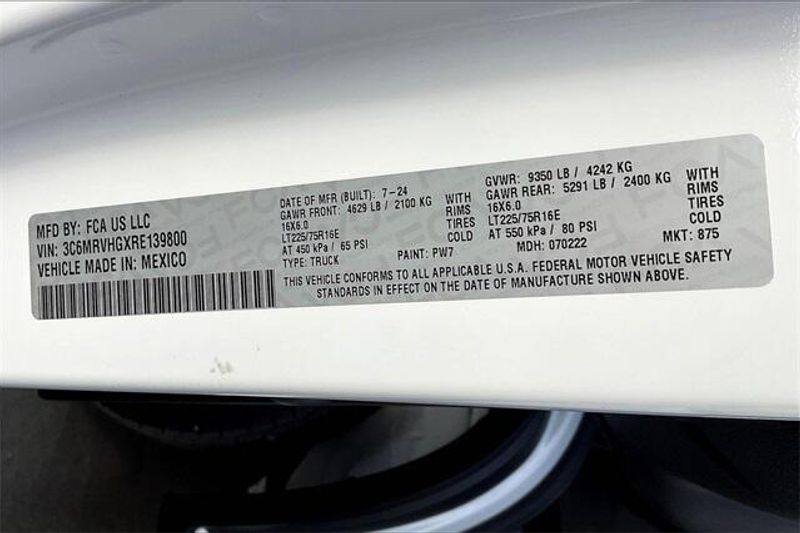 MFD BY: FCA US LLC
VIN: 3C6MRVHGXRE139800
VEHICLE MADE IN: MEXICO
DATE OF MFR (BUILT): 7-24
GAWR FRONT: 4629 LB / 2100 KG WITH
16X6.0 RIMS
LT225/75R16E TIRES
AT 450 kPa / 65 PSI COLD
TYPE: TRUCK PAINT: PW7
GVWR: 9350 LB / 4242 KG
GAWR REAR: 5291 LB / 2400 KG WITH
16X6.0 RIMS
LT225/75R16E TIRES
AT 550 kPa / 80 PSI COLD
MDH: 070222 MKT: 875
THIS VEHICLE CONFORMS TO ALL APPLICABLE U.S.A. FEDERAL MOTOR VEHICLE SAFETY
STANDARDS IN EFFECT ON THE DATE OF MANUFACTURE SHOWN ABOVE.